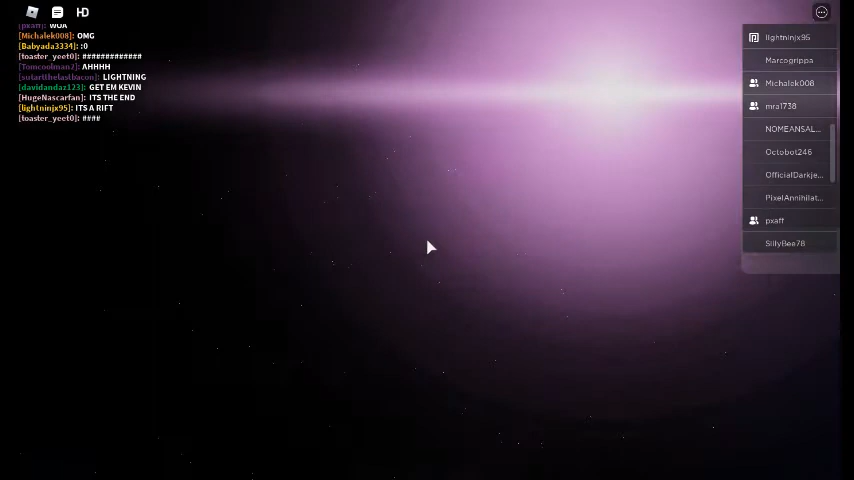 HD
[pxaff]: WOA
[Michalek008]: OMG
[Babyada3334]: :0
[toaster_yeet0]: #############
[Tomcoolman2]: AHHHH
[sutartthelastbacon]: LIGHTNING
[davidandaz123]: GET EM KEVIN
[HugeNascarfan]: ITS THE END
[lightninjx95]: ITS A RIFT
[toaster_yeet0]: ####
lightninjx95
Marcogrippa
Michalek008
mra1738
NOMEANSAL...
Octobot246
OfficialDarkje...
PixelAnnihilat...
pxaff
SillyBee78